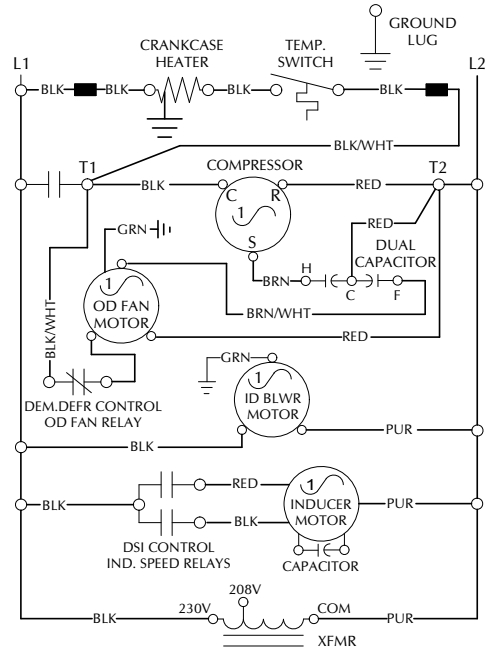 GROUND
LUG
CRANKCASE
HEATER
TEMP.
SWITCH
L1
L2
BLK
BLK
BLK
BLK
BLK/WHT
T1
COMPRESSOR
T2
BLK
C
R
RED
1
S
RED
GRN
DUAL
CAPACITOR
H
BRN
C
F
1
OD FAN
MOTOR
BRN/WHT
BLK/WHT
RED
GRN
1
ID BLWR
MOTOR
DEM.DEFR CONTROL
OD FAN RELAY
PUR
BLK
RED
1
BLK
INDUCER
MOTOR
PUR
BLK
DSI CONTROL
IND. SPEED RELAYS
CAPACITOR
208V
230V
COM
BLK
PUR
XFMR